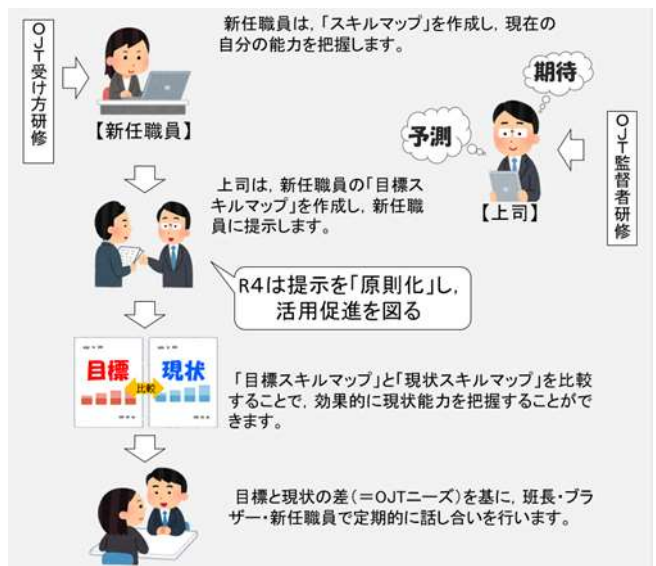 OJT受け方研修
新任職員は,「スキルマップ」を作成し,現在の
自分の能力を把握します。
【新任職員】
期待
予測
【上司】
OJT監督者研修
上司は,新任職員の「目標ス
キルマップ」を作成し,新任職
員に提示します。
R4は提示を「原則化」し,
活用促進を図る
目標
比較
現状
「目標スキルマップ」と「現状スキルマップ」を比較
することで,効果的に現状能力を把握することがで
きます。
目標と現状の差(=OJTニーズ)を基に,班長・ブラ
ザー・新任職員で定期的に話し合いを行います。